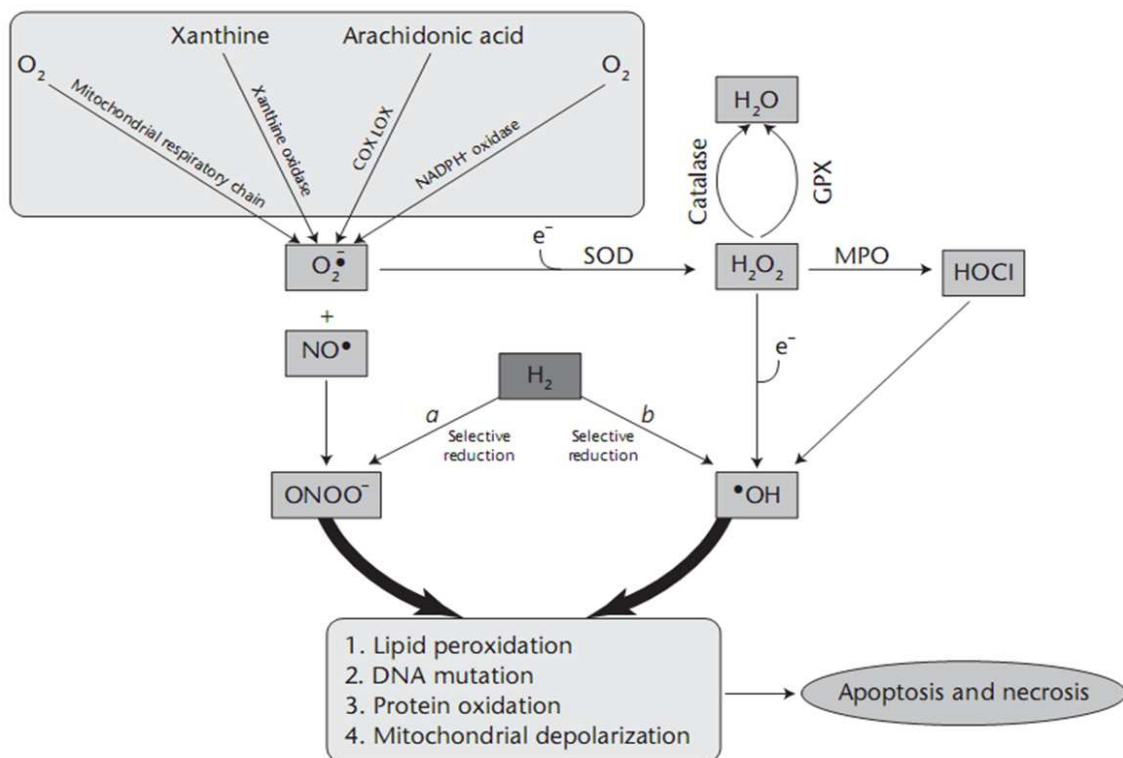 Xanthine
Arachidonic acid
O₂
O₂
Mitochondrial respiratory chain
Xanthine oxidase
COX LOX
NADPH⁺ oxidase
H₂O
Catalase
GPX
O₂•̄
e⁻
SOD
H₂O₂
MPO
HOCl
+
NO•
H₂
e⁻
a
b
Selective
reduction
Selective
reduction
ONOO⁻
•OH
1. Lipid peroxidation
2. DNA mutation
3. Protein oxidation
4. Mitochondrial depolarization
Apoptosis and necrosis